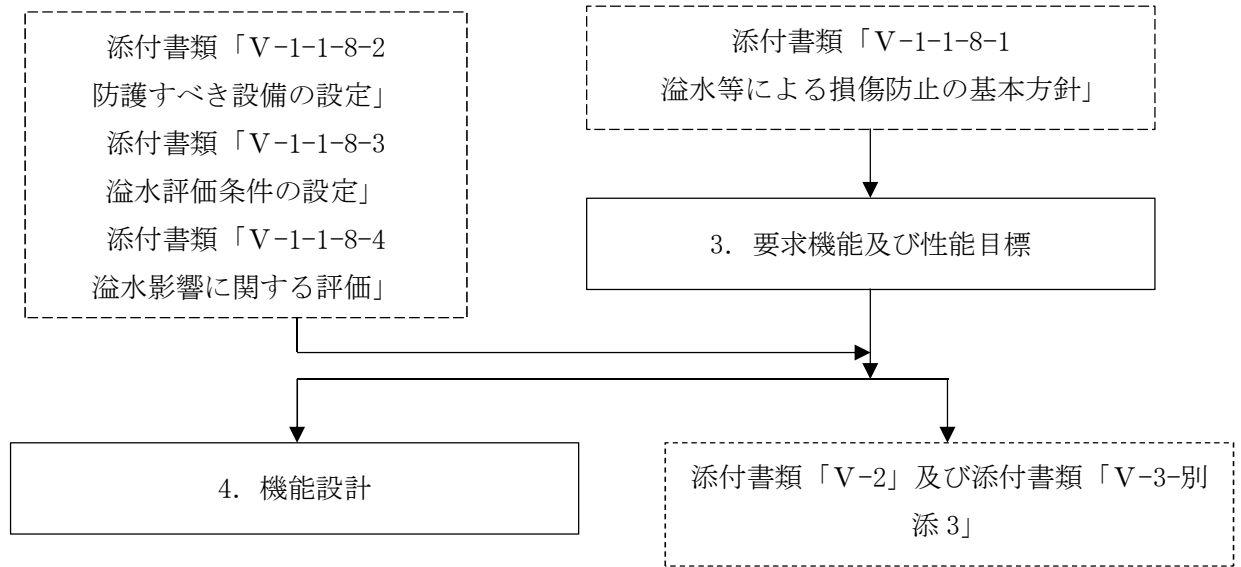 添付書類「Ⅴ-1-1-8-2
防護すべき設備の設定」
添付書類「Ⅴ-1-1-8-3
溢水評価条件の設定」
添付書類「Ⅴ-1-1-8-4
溢水影響に関する評価」
添付書類「Ⅴ-1-1-8-1
溢水等による損傷防止の基本方針」
3. 要求機能及び性能目標
4. 機能設計
添付書類「Ⅴ-2」及び添付書類「Ⅴ-3-別
添 3」